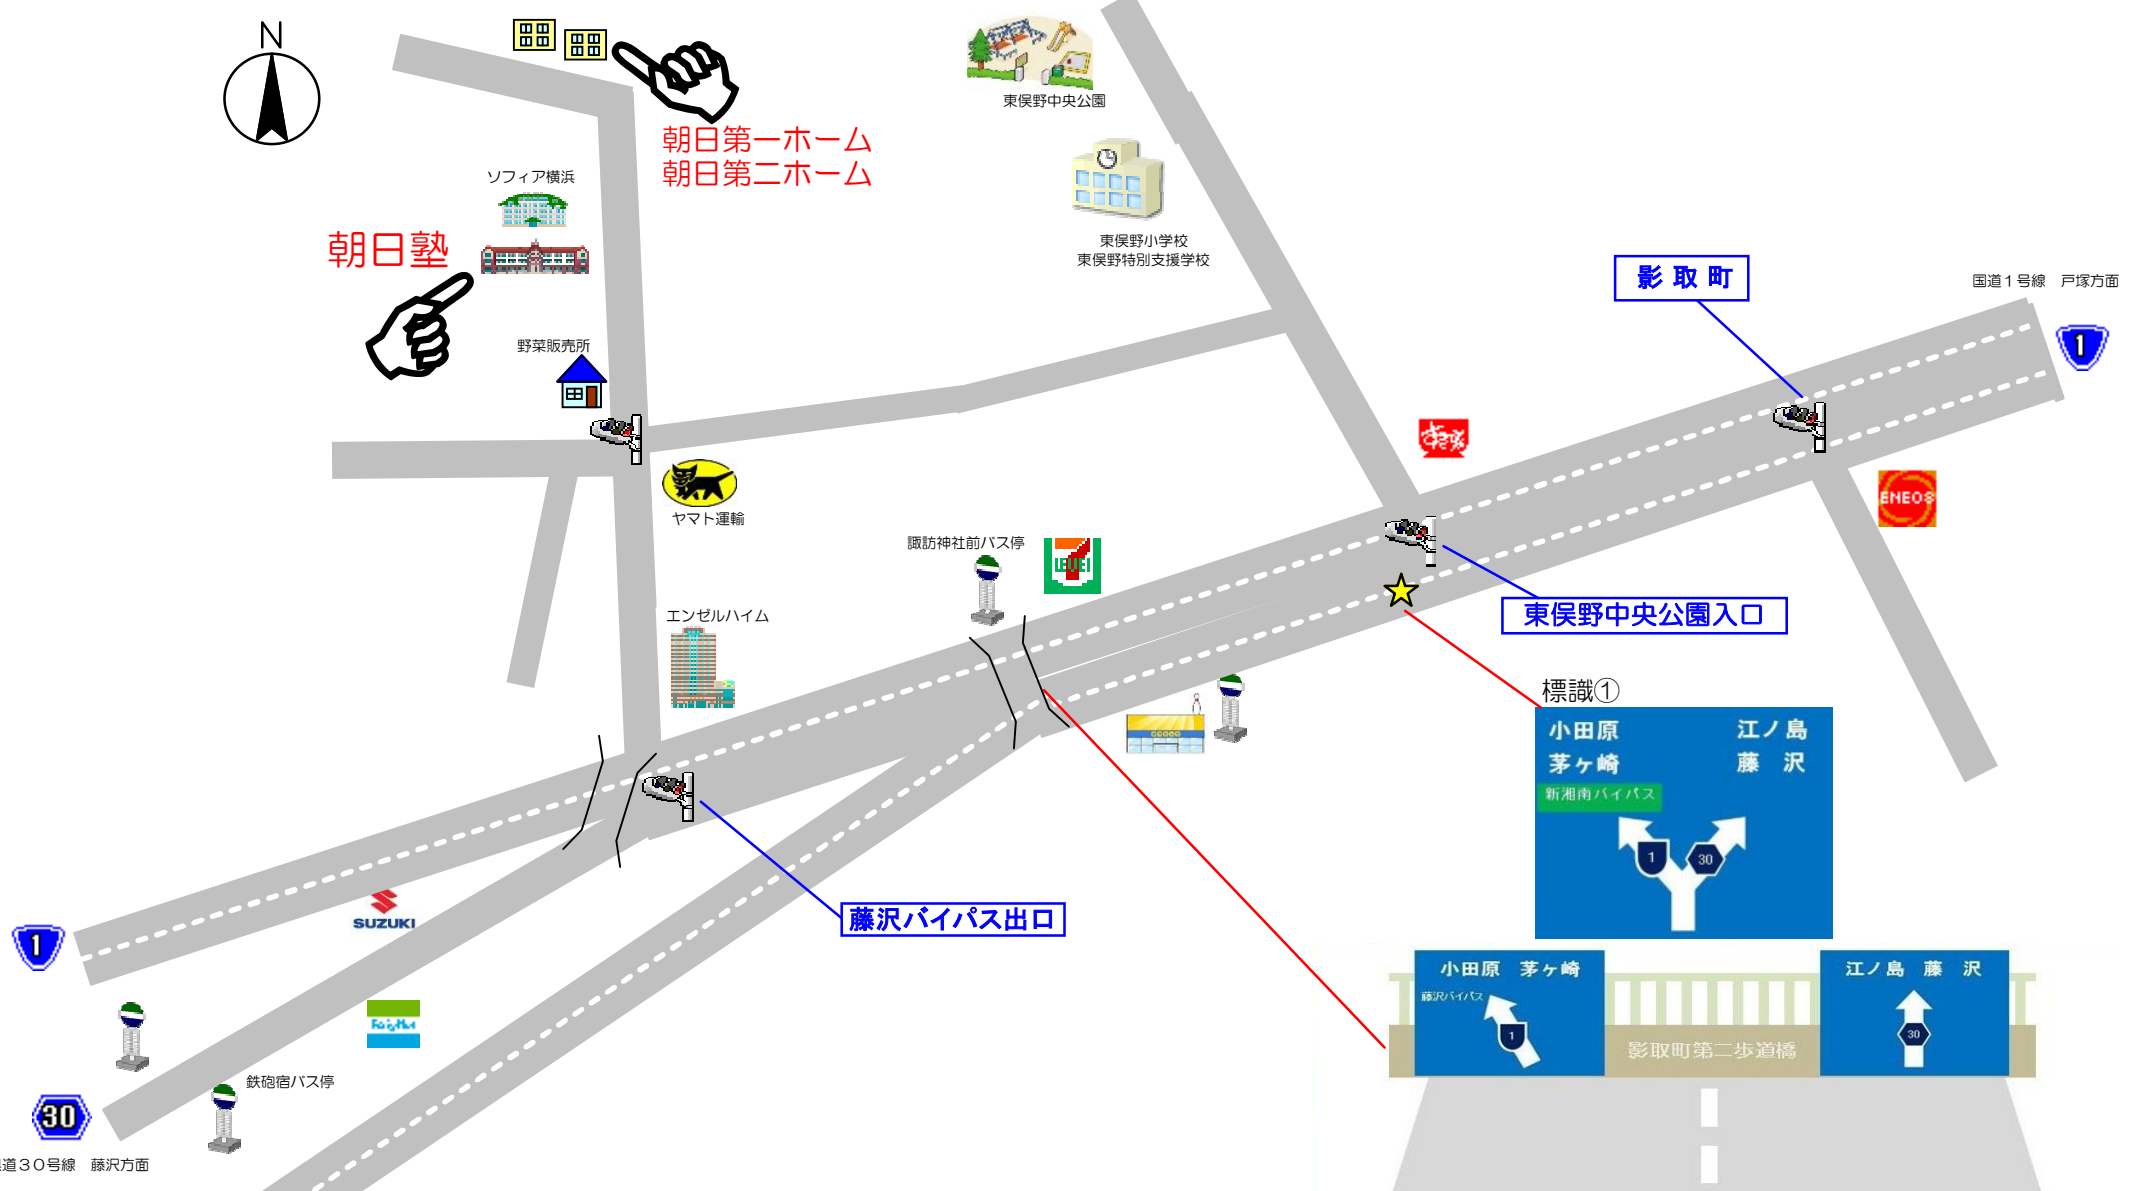 N
東俣野中央公園
朝日第一ホーム
朝日第二ホーム
ソフィア横浜
朝日塾
東俣野小学校
東俣野特別支援学校
影取町
国道1号線　戸塚方面
1
野菜販売所
すき家
ENEOS
ヤマト運輸
諏訪神社前バス停
7
エンゼルハイム
東俣野中央公園入口
標識①
小田原
茅ヶ崎
新湘南バイパス
江ノ島
藤　沢
1
30
藤沢バイパス出口
SUZUKI
1
小田原　茅ヶ崎
藤沢バイパス
1
影取町第二歩道橋
江ノ島　藤　沢
30
鉄砲宿バス停
30
道30号線　藤沢方面